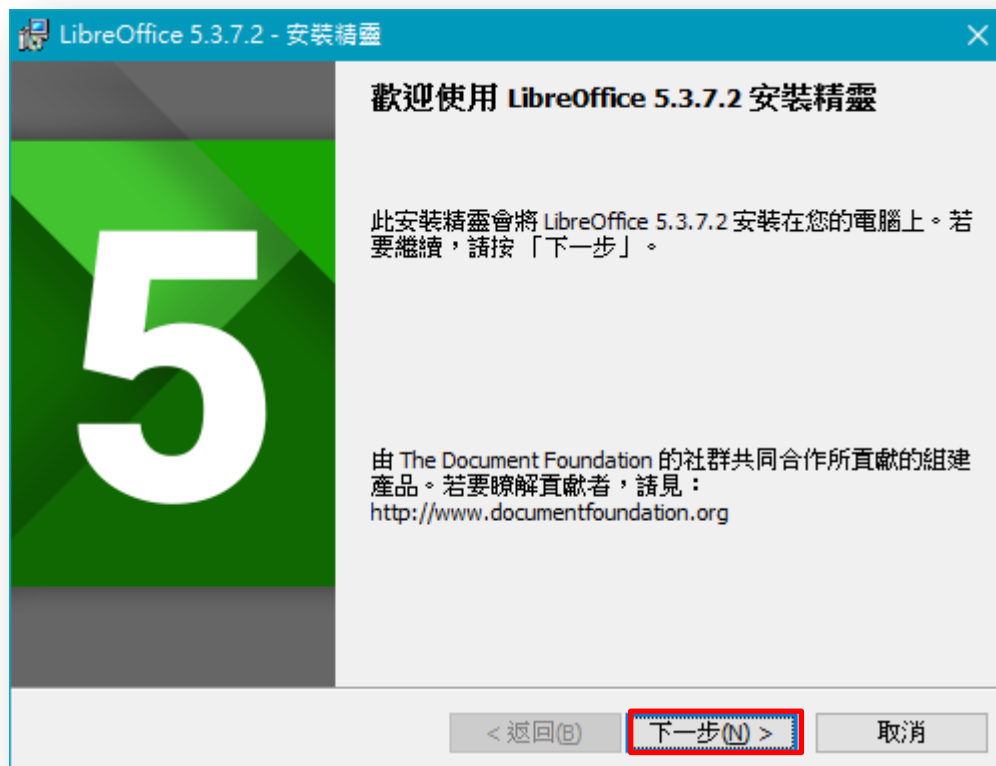 LibreOffice 5.3.7.2 - 安裝精靈
歡迎使用 LibreOffice 5.3.7.2 安裝精靈
此安裝精靈會將 LibreOffice 5.3.7.2 安裝在您的電腦上。若
要繼續，請按「下一步」。
5
由 The Document Foundation 的社群共同合作所貢獻的組建
產品。若要瞭解貢獻者，請見：
http://www.documentfoundation.org
< 返回(B)
下一步(N) >
取消